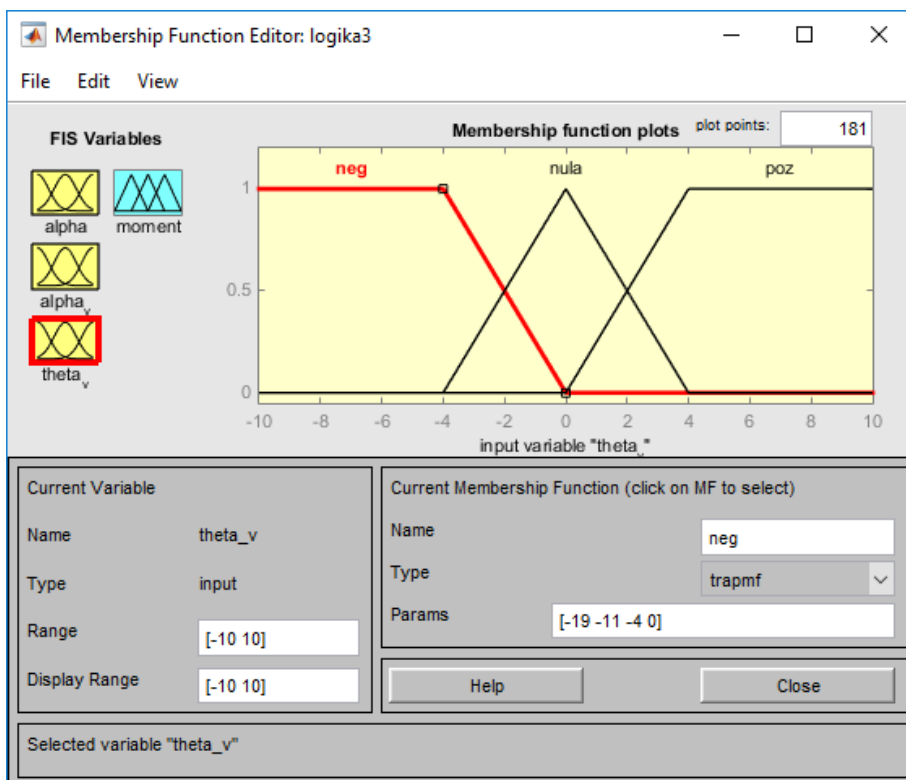 Membership Function Editor: logika3
File Edit View
FIS Variables
Membership function plots plot points: 181
alpha moment
alpha_v
theta_v
neg nula poz
1
0.5
0
-10 -8 -6 -4 -2 0 2 4 6 8 10
input variable "theta_v"
Current Variable
Name theta_v
Type input
Range [-10 10]
Display Range [-10 10]
Current Membership Function (click on MF to select)
Name neg
Type trapmf
Params [-19 -11 -4 0]
Help Close
Selected variable "theta_v"